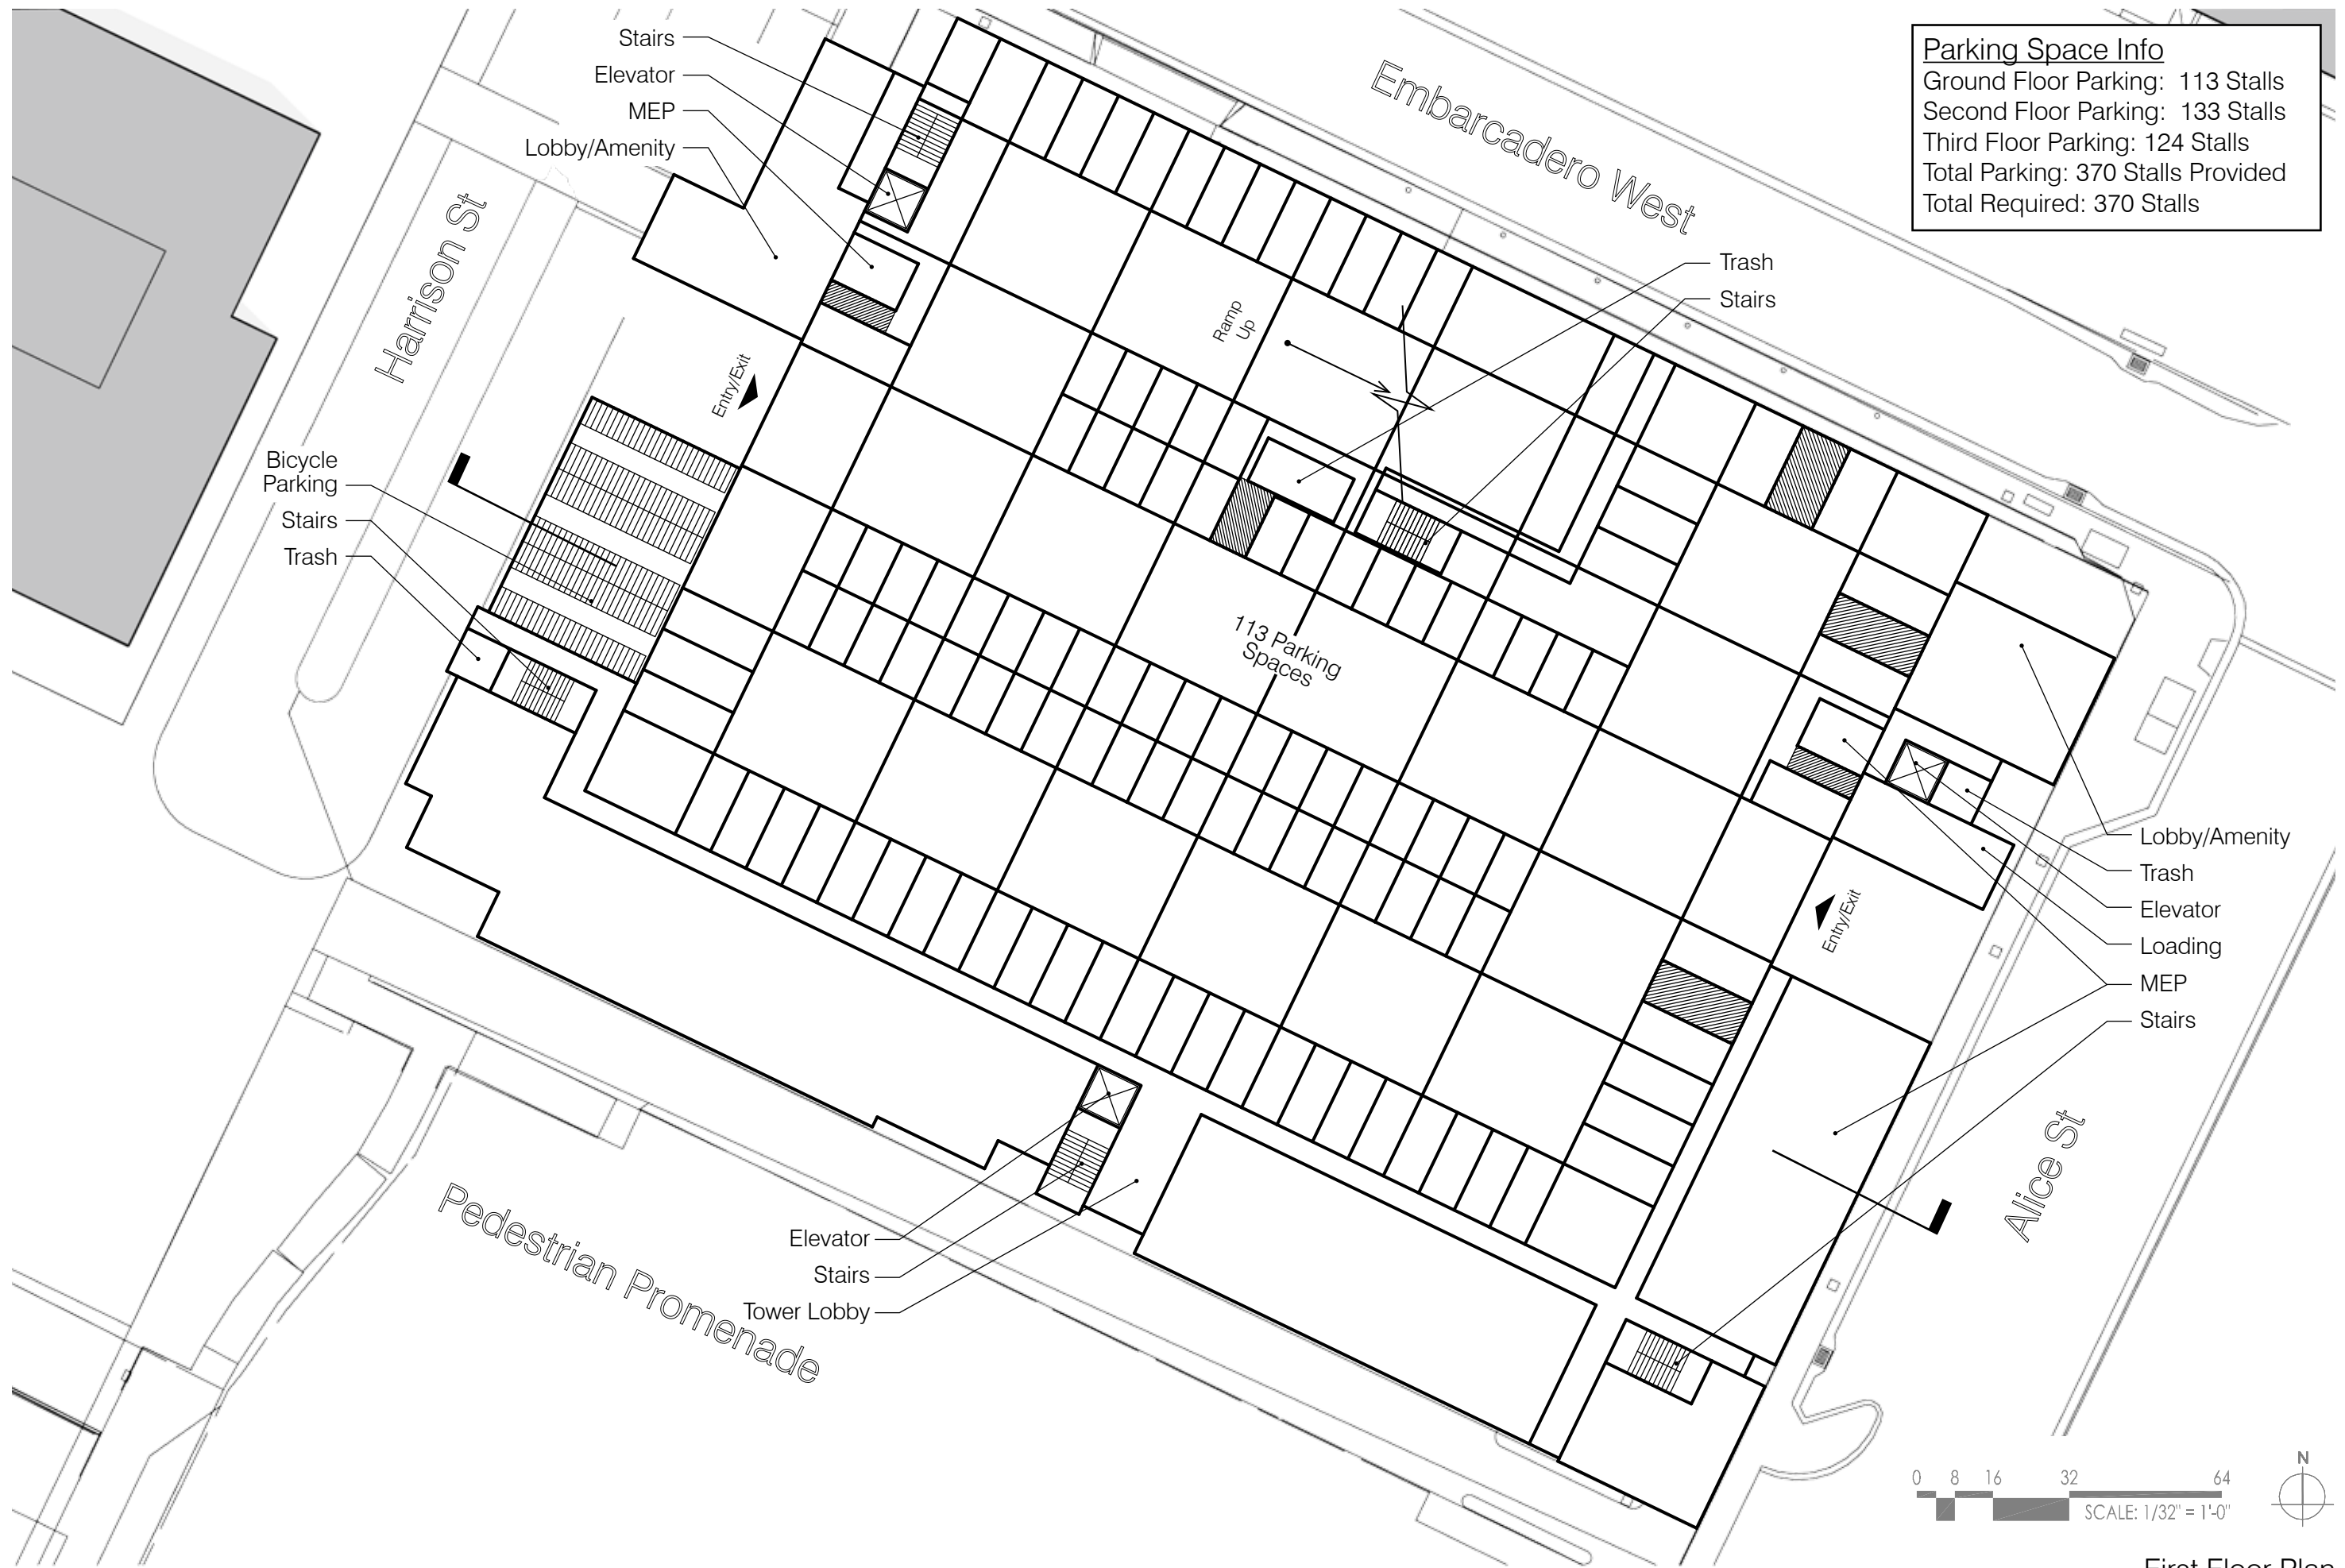 Parking Space Info
Ground Floor Parking: 113 Stalls
Second Floor Parking: 133 Stalls
Third Floor Parking: 124 Stalls
Total Parking: 370 Stalls Provided
Total Required: 370 Stalls
Stairs
Elevator
MEP
Lobby/Amenity
Embarcadero West
Harrison St
Trash
Stairs
Ramp
Up
Entry/Exit
Bicycle
Parking
Stairs
Trash
113 Parking
Spaces
Lobby/Amenity
Trash
Elevator
Loading
MEP
Stairs
Entry/Exit
Alice St
Pedestrian Promenade
Elevator
Stairs
Tower Lobby
N
0 8 16 32 64
SCALE: 1/32" = 1'-0"
First Floor Plan